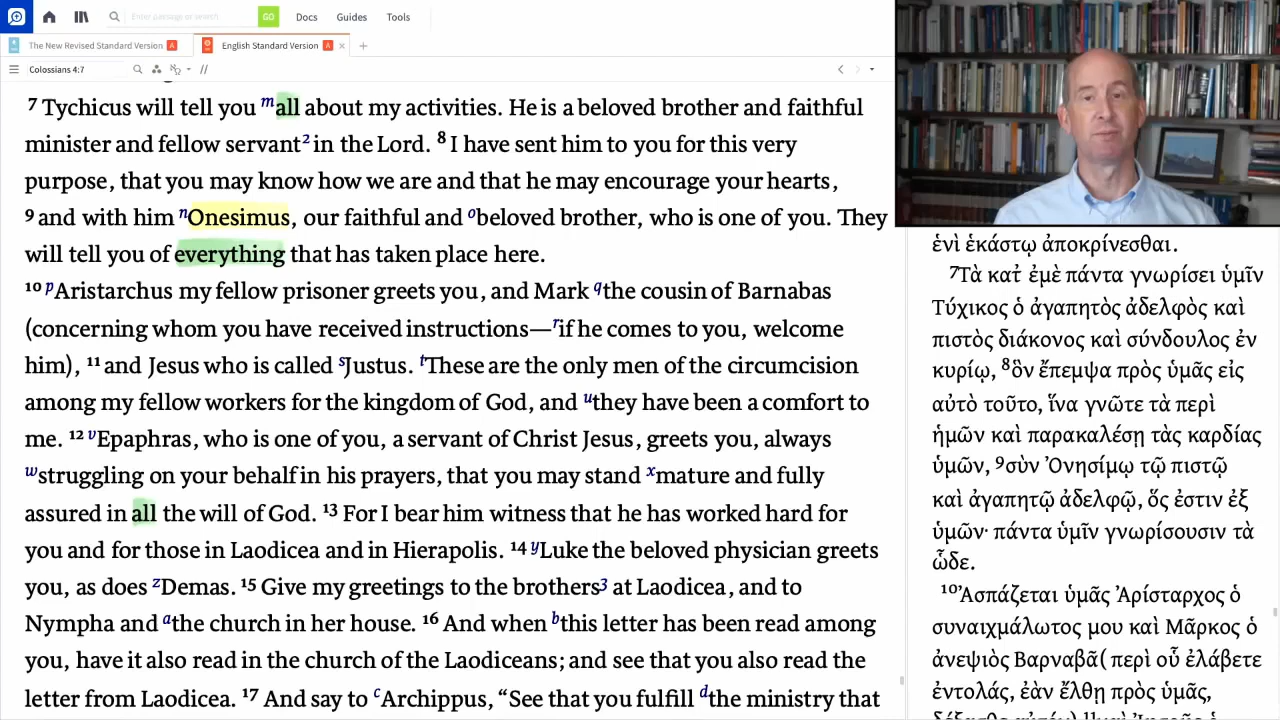 Enter passage or search
GO
Docs
Guides
Tools
The New Revised Standard Version A
English Standard Version A
Colossians 4:7
7 Tychicus will tell you m all about my activities. He is a beloved brother and faithful
minister and fellow servant2 in the Lord. 8 I have sent him to you for this very
purpose, that you may know how we are and that he may encourage your hearts,
9 and with him n Onesimus, our faithful and o beloved brother, who is one of you. They
will tell you of everything that has taken place here.
10 p Aristarchus my fellow prisoner greets you, and Mark q the cousin of Barnabas
(concerning whom you have received instructions—r if he comes to you, welcome
him), 11 and Jesus who is called s Justus. t These are the only men of the circumcision
among my fellow workers for the kingdom of God, and u they have been a comfort to
me. 12 v Epaphras, who is one of you, a servant of Christ Jesus, greets you, always
w struggling on your behalf in his prayers, that you may stand x mature and fully
assured in all the will of God. 13 For I bear him witness that he has worked hard for
you and for those in Laodicea and in Hierapolis. 14 y Luke the beloved physician greets
you, as does z Demas. 15 Give my greetings to the brothers3 at Laodicea, and to
Nympha and a the church in her house. 16 And when b this letter has been read among
you, have it also read in the church of the Laodiceans; and see that you also read the
letter from Laodicea. 17 And say to c Archippus, “See that you fulfill d the ministry that
ἑνὶ ἑκάστῳ ἀποκρίνεσθαι.
7Τὰ κατ̓ ἐμὲ πάντα γνωρίσει ὑμῖν
Τύχικος ὁ ἀγαπητὸς ἀδελφὸς καὶ
πιστὸς διάκονος καὶ σύνδουλος ἐν
κυρίῳ, 8ὃν ἔπεμψα πρὸς ὑμᾶς εἰς
αὐτὸ τοῦτο, ἵνα γνῶτε τὰ περὶ
ἡμῶν καὶ παρακαλέσῃ τὰς καρδίας
ὑμῶν, 9σὺν Ὀνησίμῳ τῷ πιστῷ
καὶ ἀγαπητῷ ἀδελφῷ, ὅς ἐστιν ἐξ
ὑμῶν· πάντα ὑμῖν γνωρίσουσιν τὰ
ὧδε.
10Ἀσπάζεται ὑμᾶς Ἀρίσταρχος ὁ
συναιχμάλωτος μου καὶ Μᾶρκος ὁ
ἀνεψιὸς Βαρναβᾶ( περὶ οὗ ἐλάβετε
ἐντολάς, ἐὰν ἔλθῃ πρὸς ὑμᾶς,